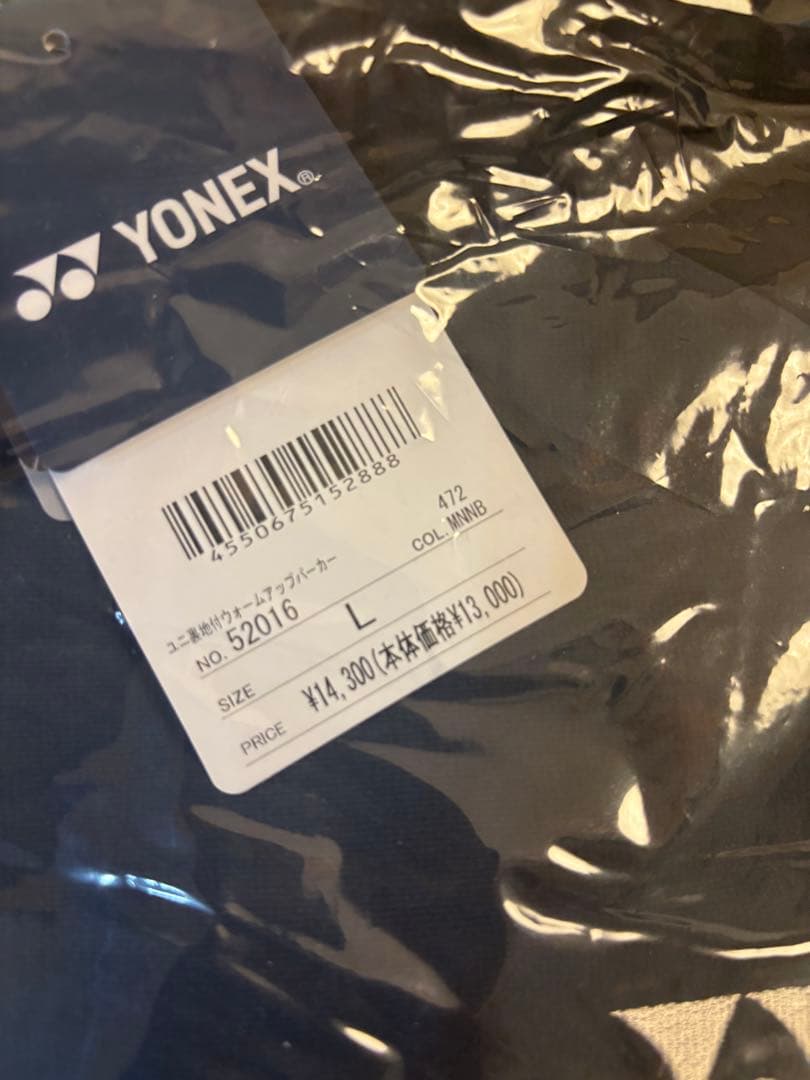 YONEX®
4550675152888
ユニ裏地付ウォームアップパーカー
472
NO. 52016
COL. MNNB
SIZE L
PRICE ¥14,300(本体価格¥13,000)